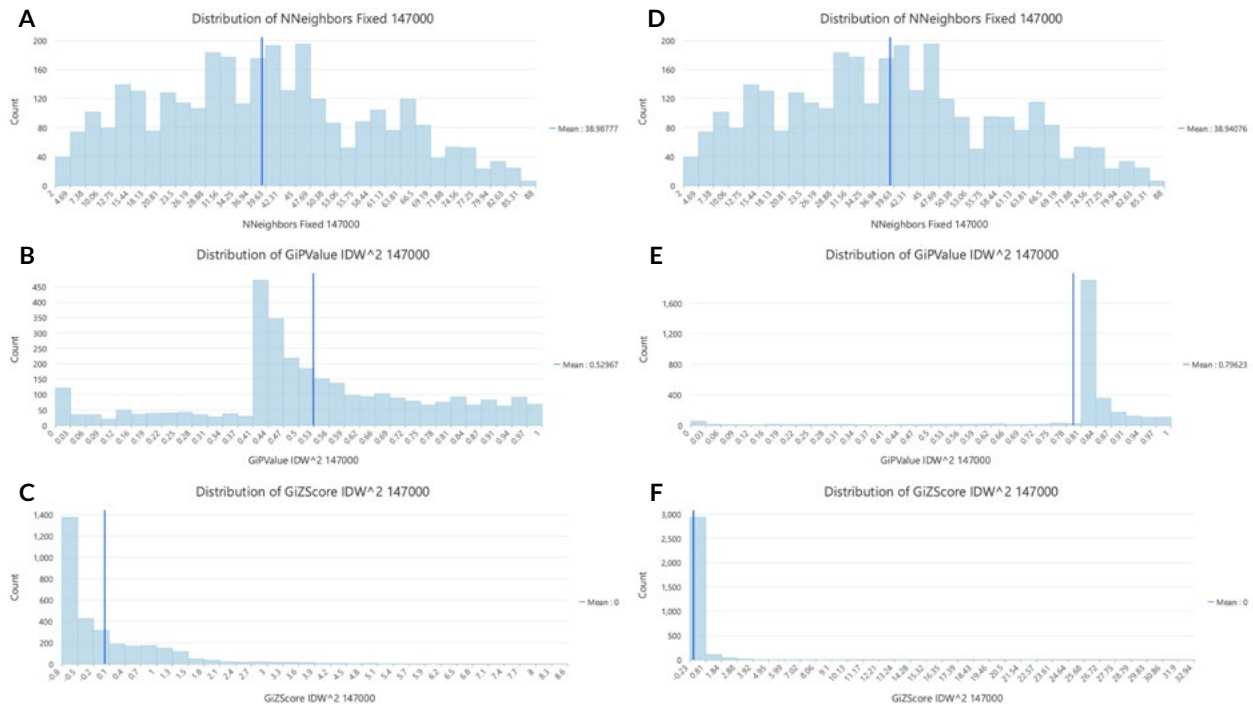 A
Distribution of NNeighbors Fixed 147000
200
160
120
80
40
0
Count
2 4.69 7.38 10.06 12.75 15.44 18.13 20.81 23.5 26.19 28.88 31.56 34.25 36.94 39.63 42.31 45 47.69 50.38 53.06 55.75 58.44 61.13 63.81 66.5 69.19 71.88 74.56 77.25 79.94 82.63 85.31 88
NNeighbors Fixed 147000
Mean : 38.98777
D
Distribution of NNeighbors Fixed 147000
200
160
120
80
40
0
Count
2 4.69 7.38 10.06 12.75 15.44 18.13 20.81 23.5 26.19 28.88 31.56 34.25 36.94 39.63 42.31 45 47.69 50.38 53.06 55.75 58.44 61.13 63.81 66.5 69.19 71.88 74.56 77.25 79.94 82.63 85.31 88
NNeighbors Fixed 147000
Mean : 38.94076
B
Distribution of GiPValue IDW^2 147000
450
400
350
300
250
200
150
100
50
0
Count
0 0.03 0.06 0.09 0.12 0.16 0.19 0.22 0.25 0.28 0.31 0.34 0.37 0.41 0.44 0.47 0.5 0.53 0.56 0.59 0.62 0.66 0.69 0.72 0.75 0.78 0.81 0.84 0.87 0.91 0.94 0.97 1
GiPValue IDW^2 147000
Mean : 0.52967
E
Distribution of GiPValue IDW^2 147000
1,600
1,200
800
400
0
Count
0 0.03 0.06 0.09 0.12 0.16 0.19 0.22 0.25 0.28 0.31 0.34 0.37 0.41 0.44 0.47 0.5 0.53 0.56 0.59 0.62 0.66 0.69 0.72 0.75 0.78 0.81 0.84 0.87 0.91 0.94 0.97 1
GiPValue IDW^2 147000
Mean : 0.79623
C
Distribution of GiZScore IDW^2 147000
1,400
1,200
1,000
800
600
400
200
0
Count
-0.8 -0.5 -0.2 0.1 0.4 0.7 1 1.3 1.5 1.8 2.1 2.4 2.7 3 3.3 3.6 3.9 4.2 4.5 4.8 5.1 5.4 5.7 5.9 6.2 6.5 6.8 7.1 7.4 7.7 8 8.3 8.6
GiZScore IDW^2 147000
Mean : 0
F
Distribution of GiZScore IDW^2 147000
3,000
2,500
2,000
1,500
1,000
500
0
Count
-0.23 0.81 1.84 2.88 3.92 4.95 5.99 7.02 8.06 9.1 10.13 11.17 12.21 13.24 14.28 15.32 16.35 17.39 18.43 19.46 20.5 21.54 22.57 23.61 24.64 25.68 26.72 27.75 28.79 29.83 30.86 31.9 32.94
GiZScore IDW^2 147000
Mean : 0